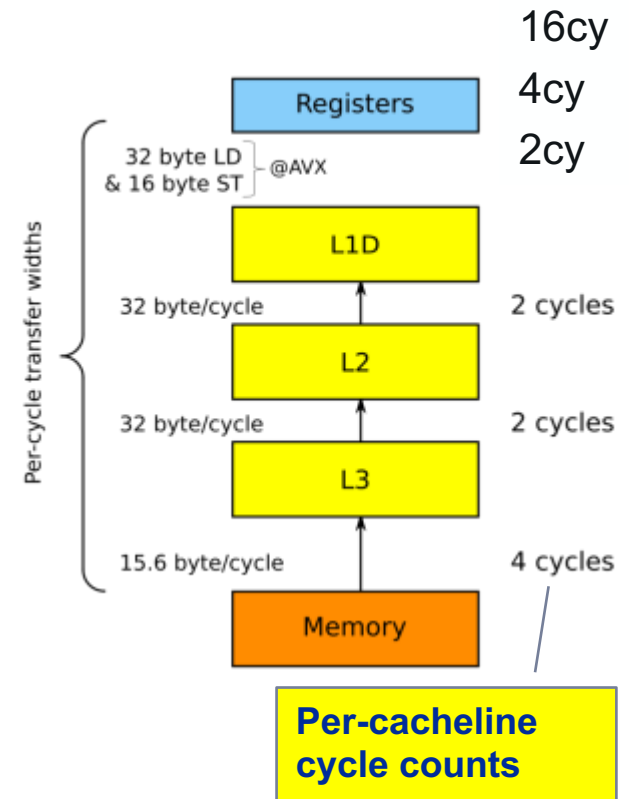 16cy
Registers
4cy
32 byte LD
& 16 byte ST
@AVX
2cy
Per-cycle transfer widths
L1D
32 byte/cycle
2 cycles
L2
32 byte/cycle
2 cycles
L3
15.6 byte/cycle
4 cycles
Memory
Per-cacheline
cycle counts